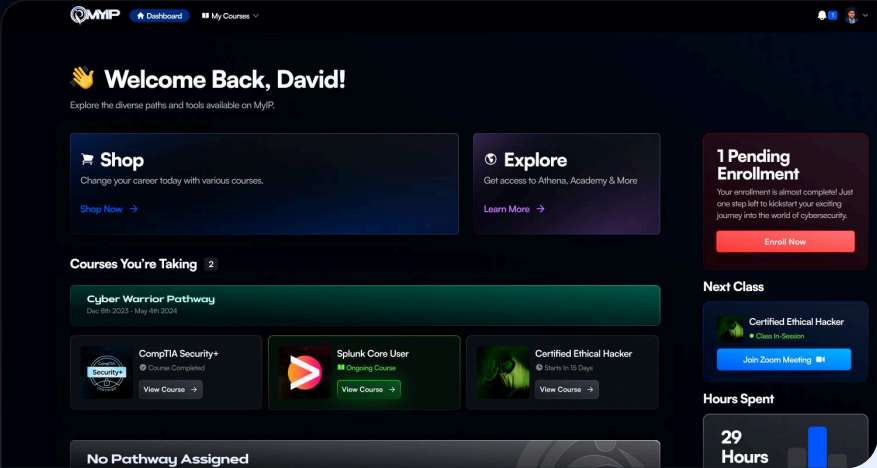 MYIP
Dashboard
My Courses
1
👋 Welcome Back, David!
Explore the diverse paths and tools available on MyIP.
Shop
Change your career today with various courses.
Shop Now →
Explore
Get access to Athena, Academy & More
Learn More →
1 Pending
Enrollment
Your enrollment is almost complete! Just
one step left to kickstart your exciting
journey into the world of cybersecurity.
Enroll Now
Courses You're Taking 2
Cyber Warrior Pathway
Dec 8th 2023 - May 4th 2024
CompTIA
Security+
CompTIA Security+
Course Completed
View Course →
Splunk Core User
Ongoing Course
View Course →
Certified Ethical Hacker
Starts In 15 Days
View Course →
Next Class
Certified Ethical Hacker
Class In-Session
Join Zoom Meeting
Hours Spent
29
Hours
No Pathway Assigned